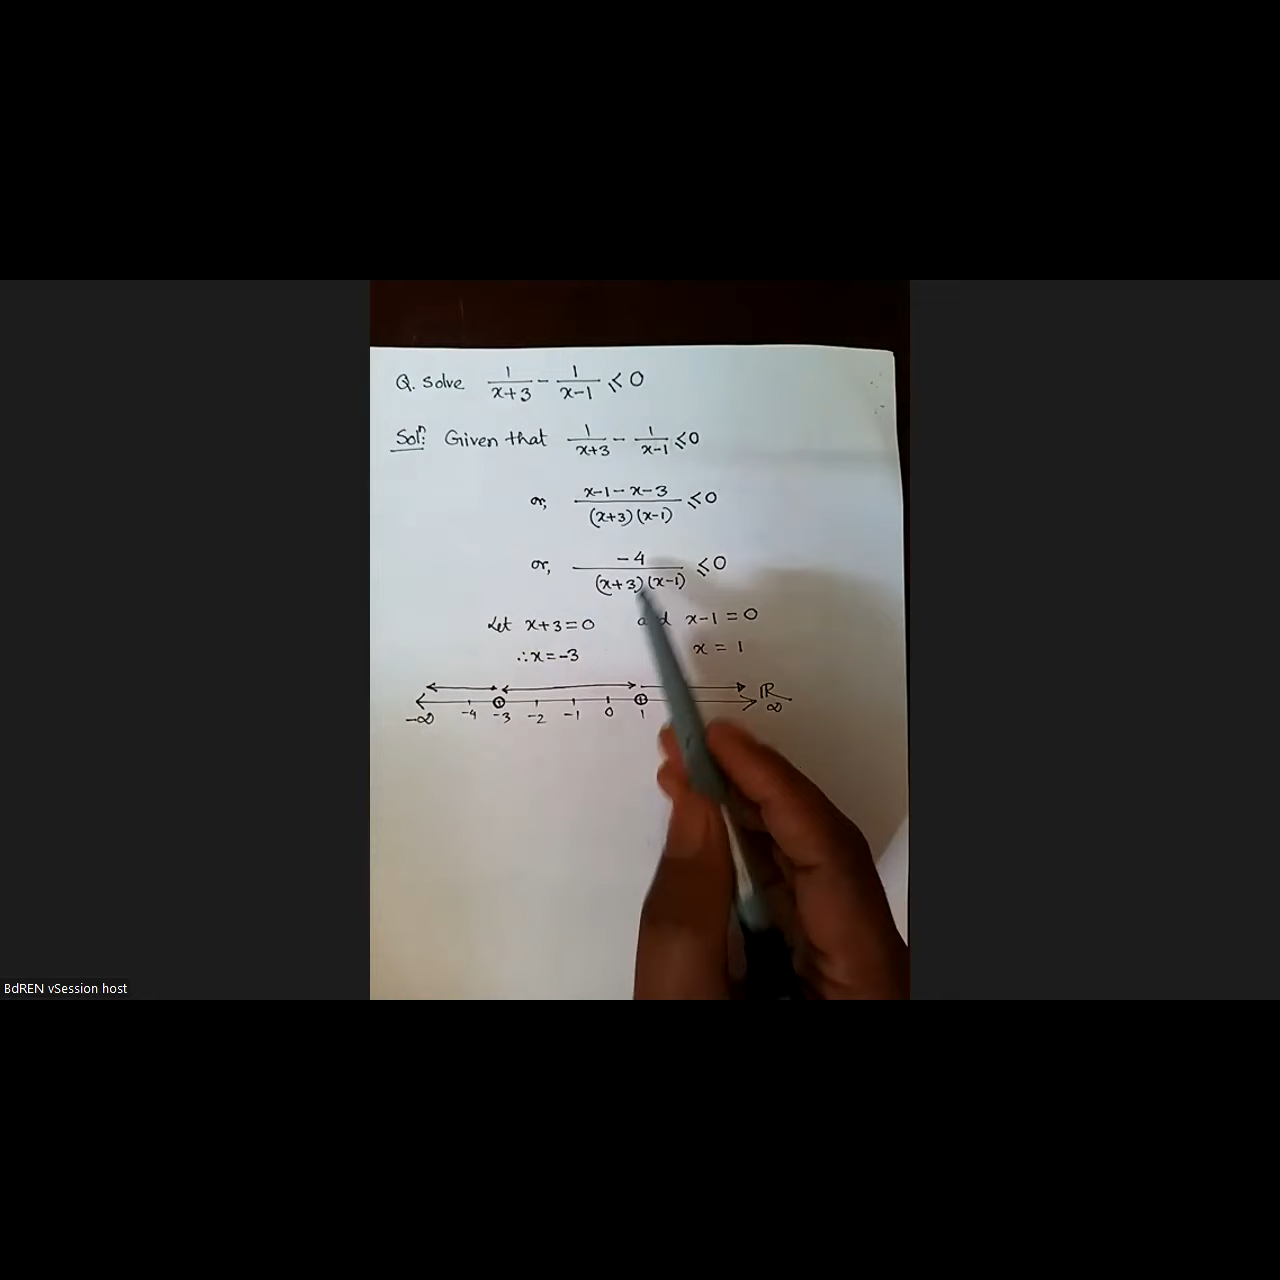 Q. Solve 1/(x+3) - 1/(x-1) ≤ 0
Solⁿ: Given that 1/(x+3) - 1/(x-1) ≤ 0
or, (x-1-x-3)/((x+3)(x-1)) ≤ 0
or, -4/((x+3)(x-1)) ≤ 0
Let x+3=0 and x-1=0
∴x=-3 x = 1
IR
-∞ -4 -3 -2 -1 0 1 ∞
BdREN vSession host